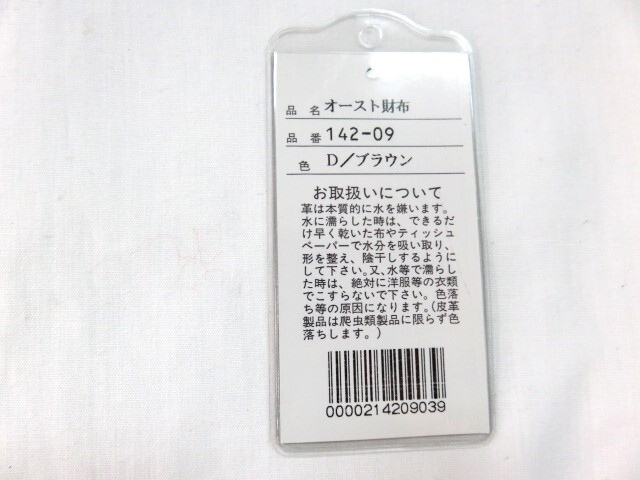 品 名 オースト財布
品 番 142-09
色 D/ブラウン
お取扱いについて
革は本質的に水を嫌います。
水に濡らした時は、できるだ
け早く乾いた布やティッシュ
ペーパーで水分を吸い取り、
形を整え、陰干しするように
して下さい。又、水等で濡らし
た時は、絶対に洋服等の衣類
でこすらないで下さい。色落
ち等の原因になります。(皮革
製品は爬虫類製品に限らず色
落ちします。)
0000214209039